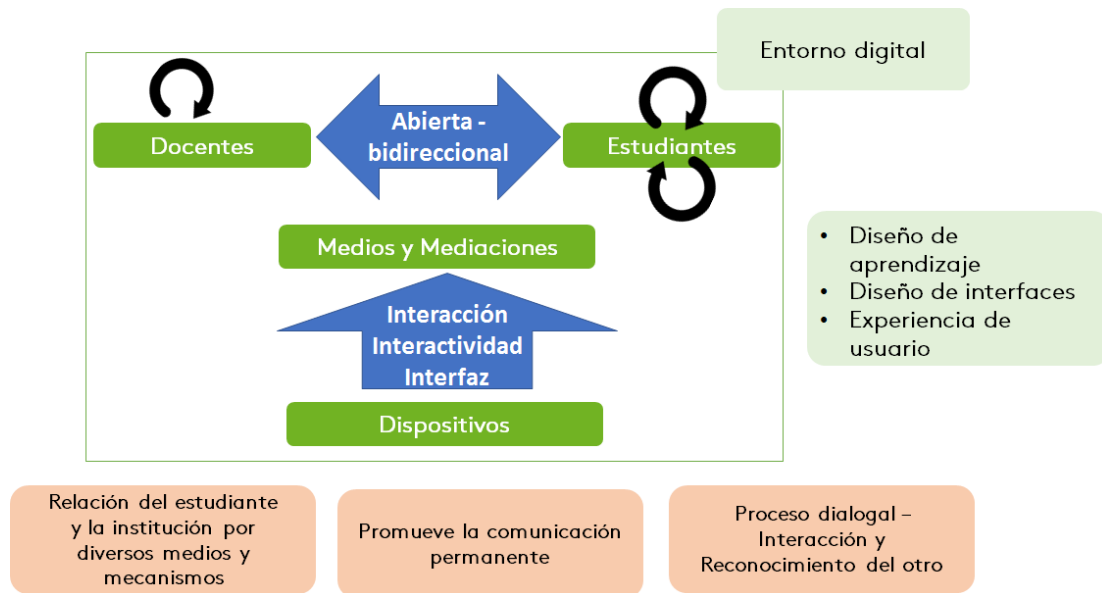 Entorno digital
Docentes
Abierta -
bidireccional
Estudiantes
Medios y Mediaciones
Interacción
Interactividad
Interfaz
Dispositivos
• Diseño de
aprendizaje
• Diseño de interfaces
• Experiencia de
usuario
Relación del estudiante
y la institución por
diversos medios y
mecanismos
Promueve la comunicación
permanente
Proceso dialogal –
Interacción y
Reconocimiento del otro